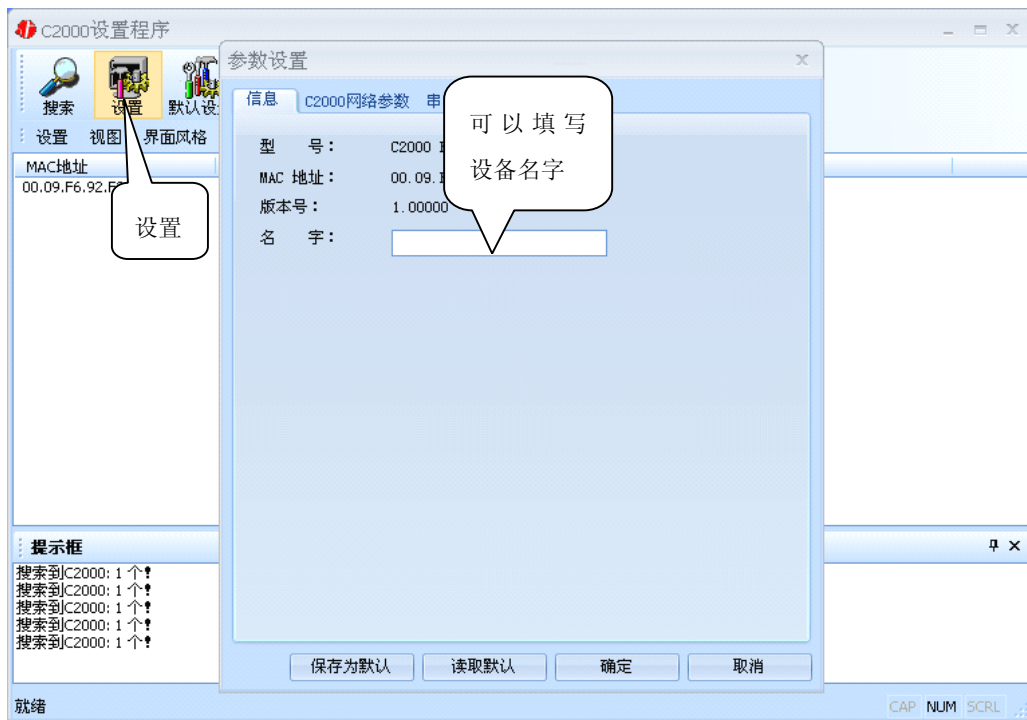 C2000设置程序
搜索 设置 默认设
设置 视图 界面风格
MAC地址
00.09.F6.92.F
设置
参数设置
信息 C2000网络参数 串
可以填写
设备名字
型 号： C2000
MAC 地址： 00.09.
版本号： 1.00000
名 字：
提示框
搜索到C2000: 1 个!
搜索到C2000: 1 个!
搜索到C2000: 1 个!
搜索到C2000: 1 个!
搜索到C2000: 1 个!
保存为默认 读取默认 确定 取消
就绪 CAP NUM SCRL